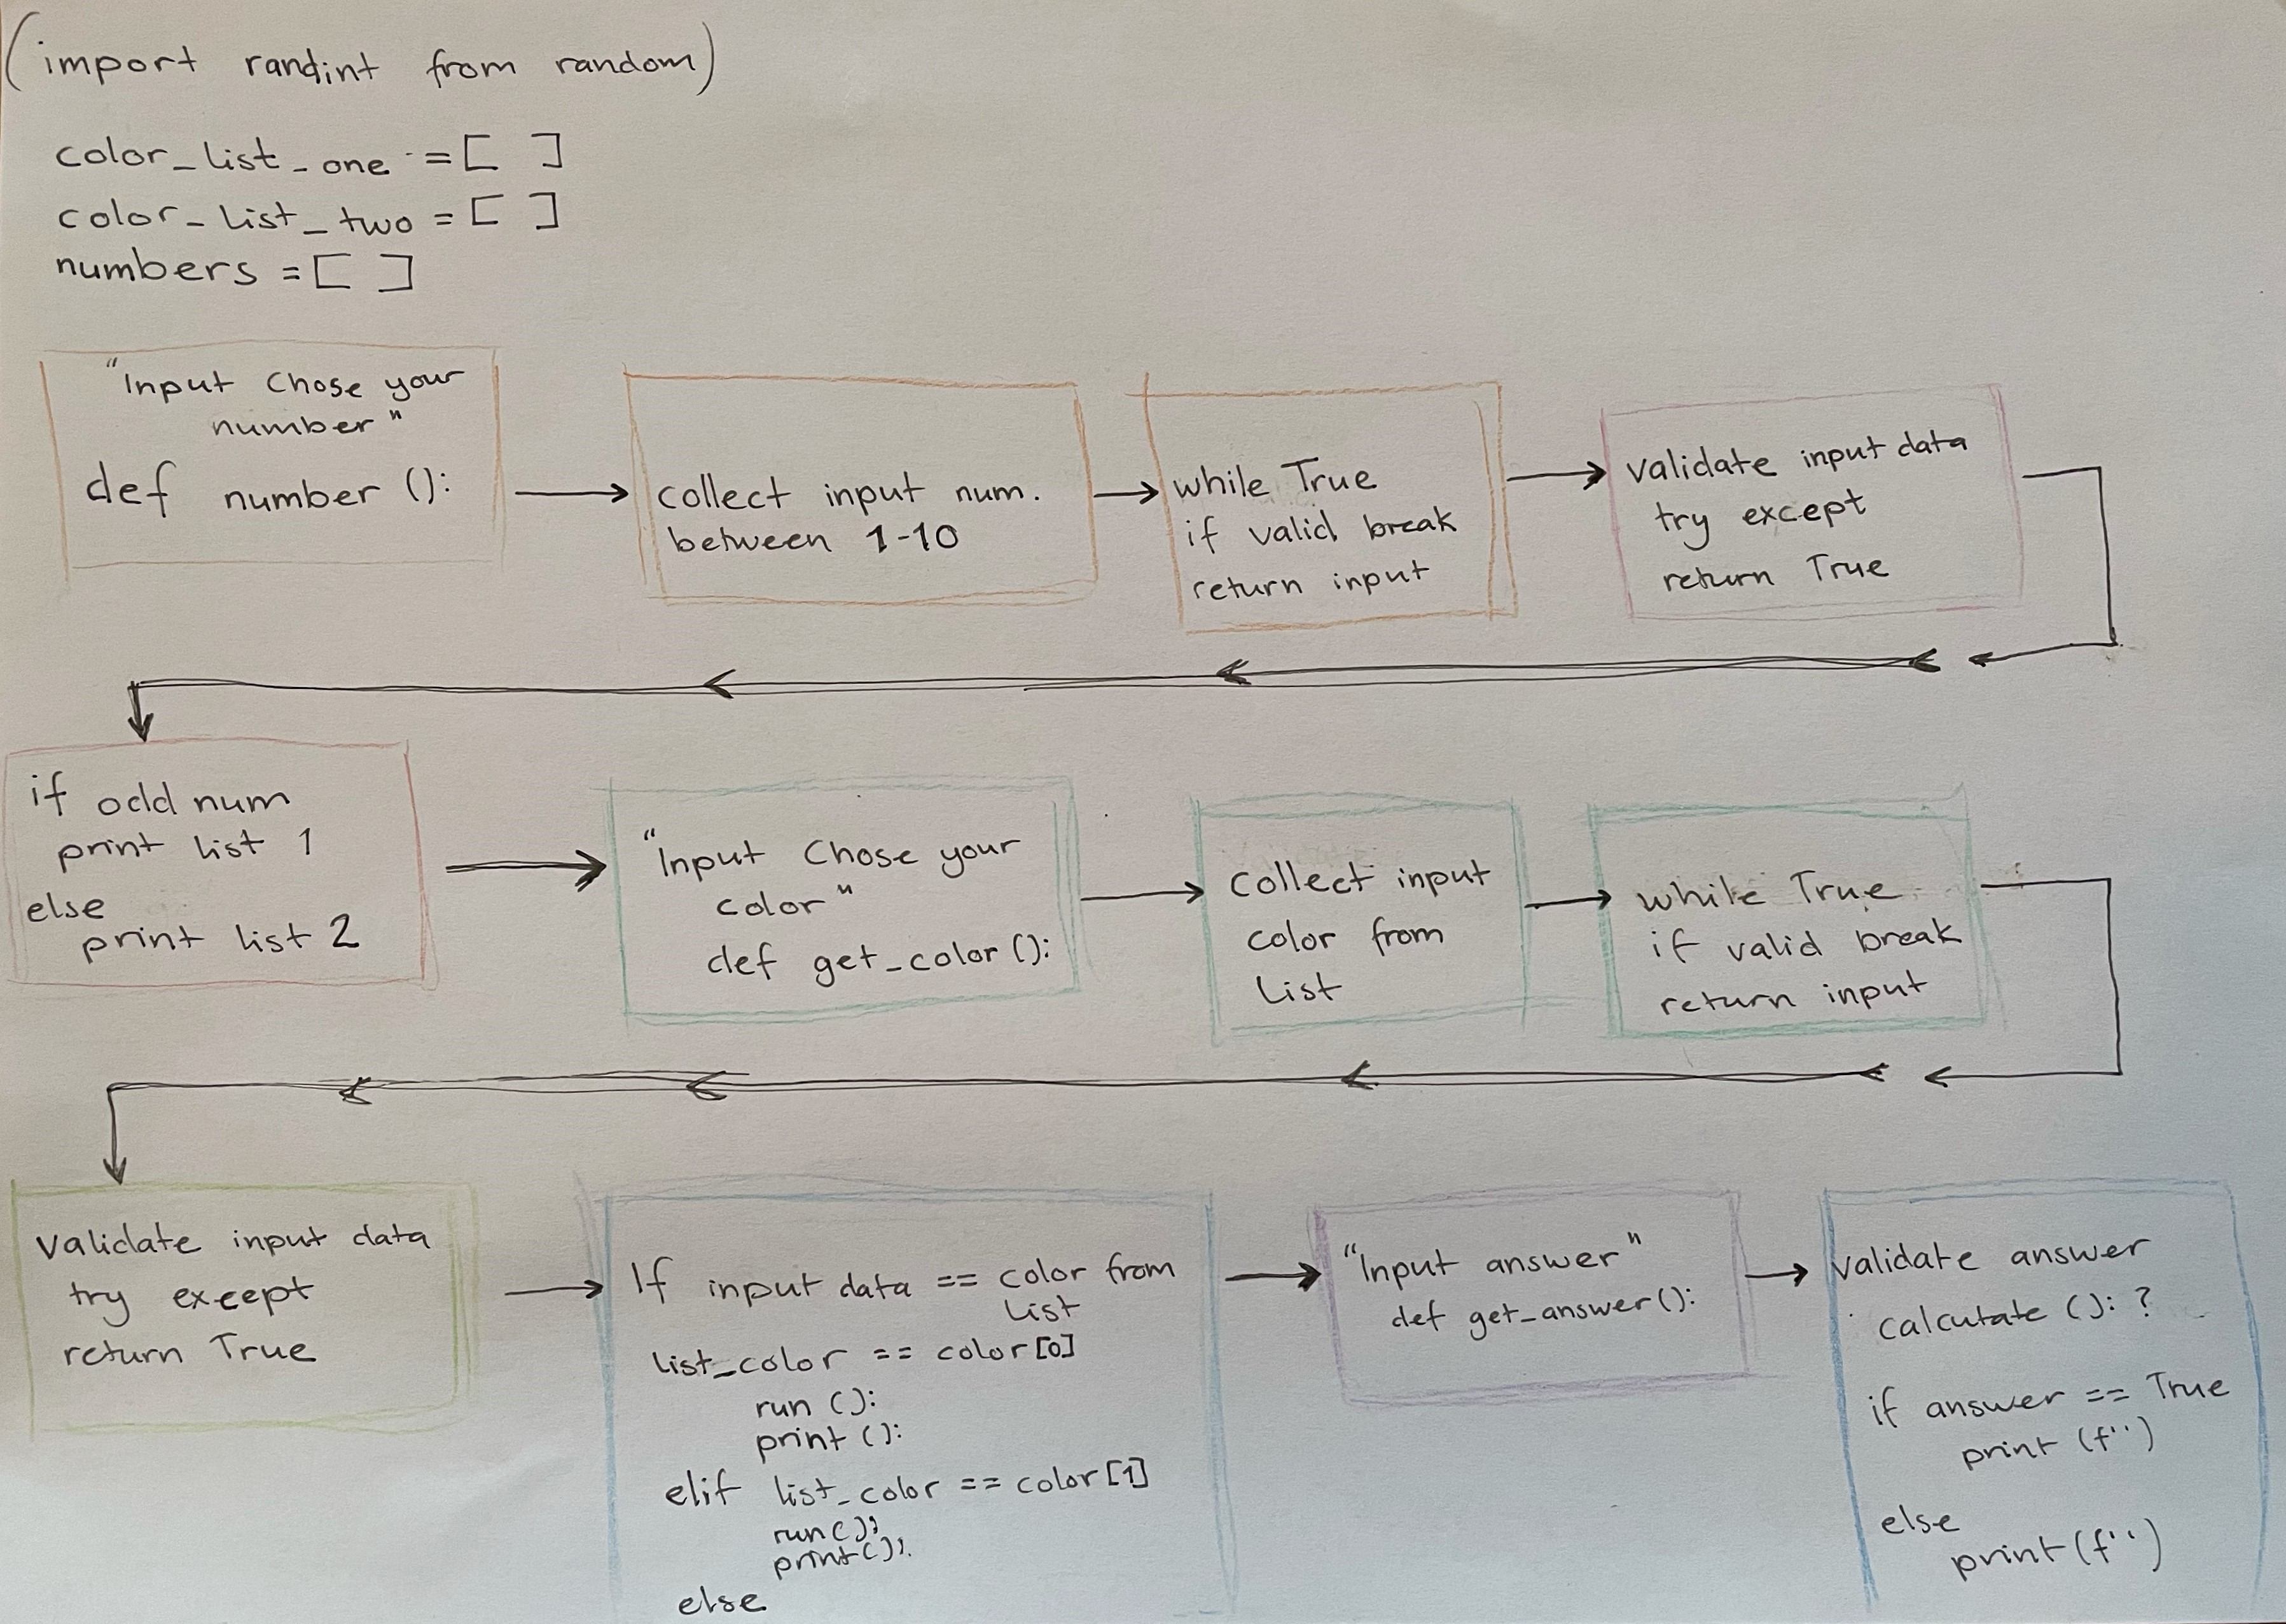 (import randint from random)
color_list_one = [ ]
color_list_two = [ ]
numbers = [ ]
"Input Chose your
number"
def number ():
collect input num.
between 1-10
while True
if valid break
return input
validate input data
try except
return True
if odd num
print list 1
else
print list 2
"Input Chose your
color"
def get_color ():
collect input
color from
list
while True
if valid break
return input
validate input data
try except
return True
If input data == color from
list
list_color == color [0]
run ():
print ():
elif list_color == color [1]
run ():
print ():
else
"Input answer"
def get_answer ():
validate answer
calcutate (): ?
if answer == True
print (f'')
else
print (f'')